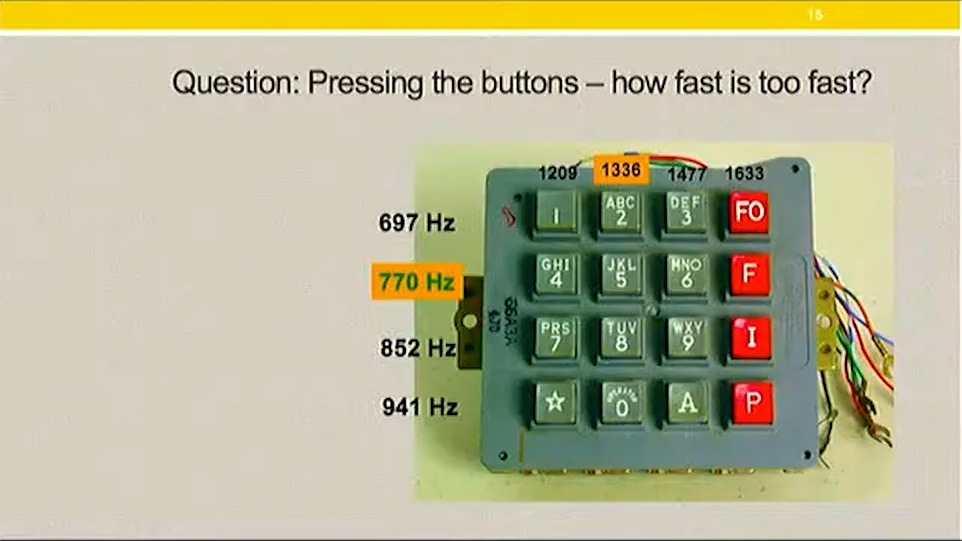 15
Question: Pressing the buttons – how fast is too fast?
1209 1336 1477 1633
697 Hz
1
ABC 2
DEF 3
FO
770 Hz
GHI 4
JKL 5
MNO 6
F
66A3A
852 Hz
PRS 7
TUV 8
WXY 9
I
941 Hz
OPERATOR 0
A
P